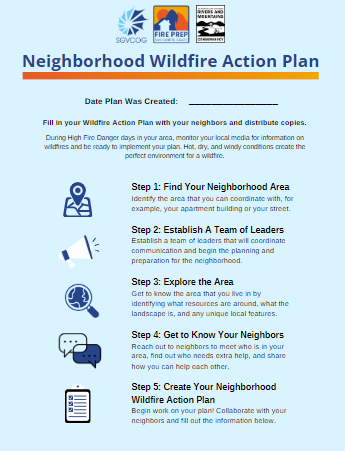 SGVCOG
FIRE PREP
RIVERS AND
MOUNTAINS
CONSERVANCY
Neighborhood Wildfire Action Plan
Date Plan Was Created: ____________________
Fill in your Wildfire Action Plan with your neighbors and distribute copies.
During High Fire Danger days in your area, monitor your local media for information on
wildfires and be ready to implement your plan. Hot, dry, and windy conditions create the
perfect environment for a wildfire.
Step 1: Find Your Neighborhood Area
Identify the area that you can coordinate with, for
example, your apartment building or your street.
Step 2: Establish A Team of Leaders
Establish a team of leaders that will coordinate
communication and begin the planning and
preparation for the neighborhood.
Step 3: Explore the Area
Get to know the area that you live in by
identifying what resources are around, what the
landscape is, and any unique local features.
Step 4: Get to Know Your Neighbors
Reach out to neighbors to meet who is in your
area, find out who needs extra help, and share
how you can help each other.
Step 5: Create Your Neighborhood
Wildfire Action Plan
Begin work on your plan! Collaborate with your
neighbors and fill out the information below.